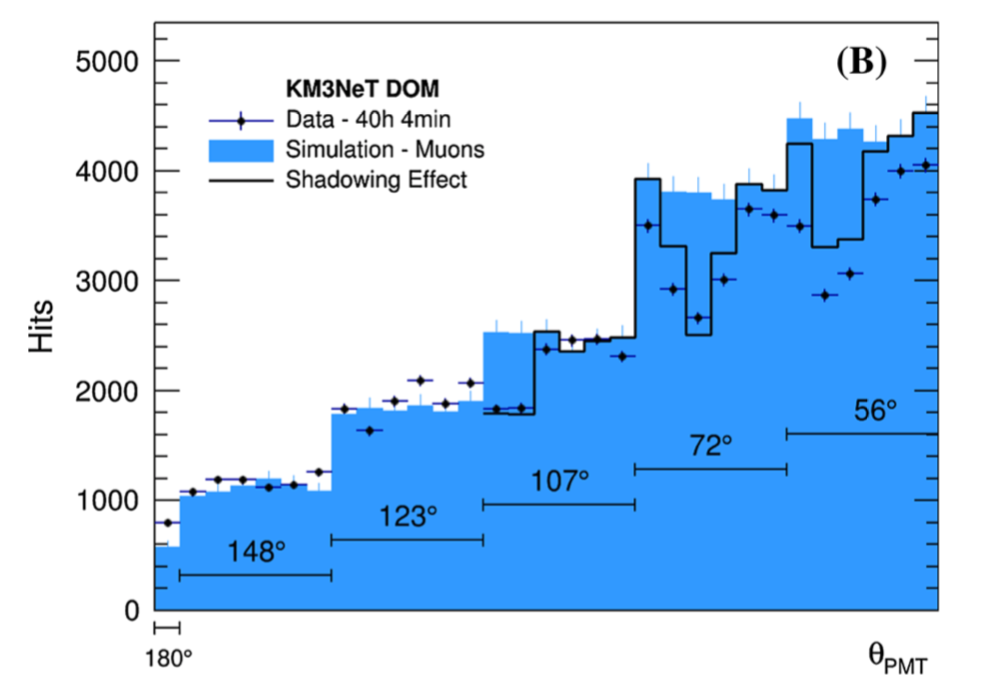 (B)
KM3NeT DOM
Data - 40h 4min
Simulation - Muons
Shadowing Effect
Hits
5000
4000
3000
2000
1000
0
56°
72°
107°
123°
148°
180°
θPMT